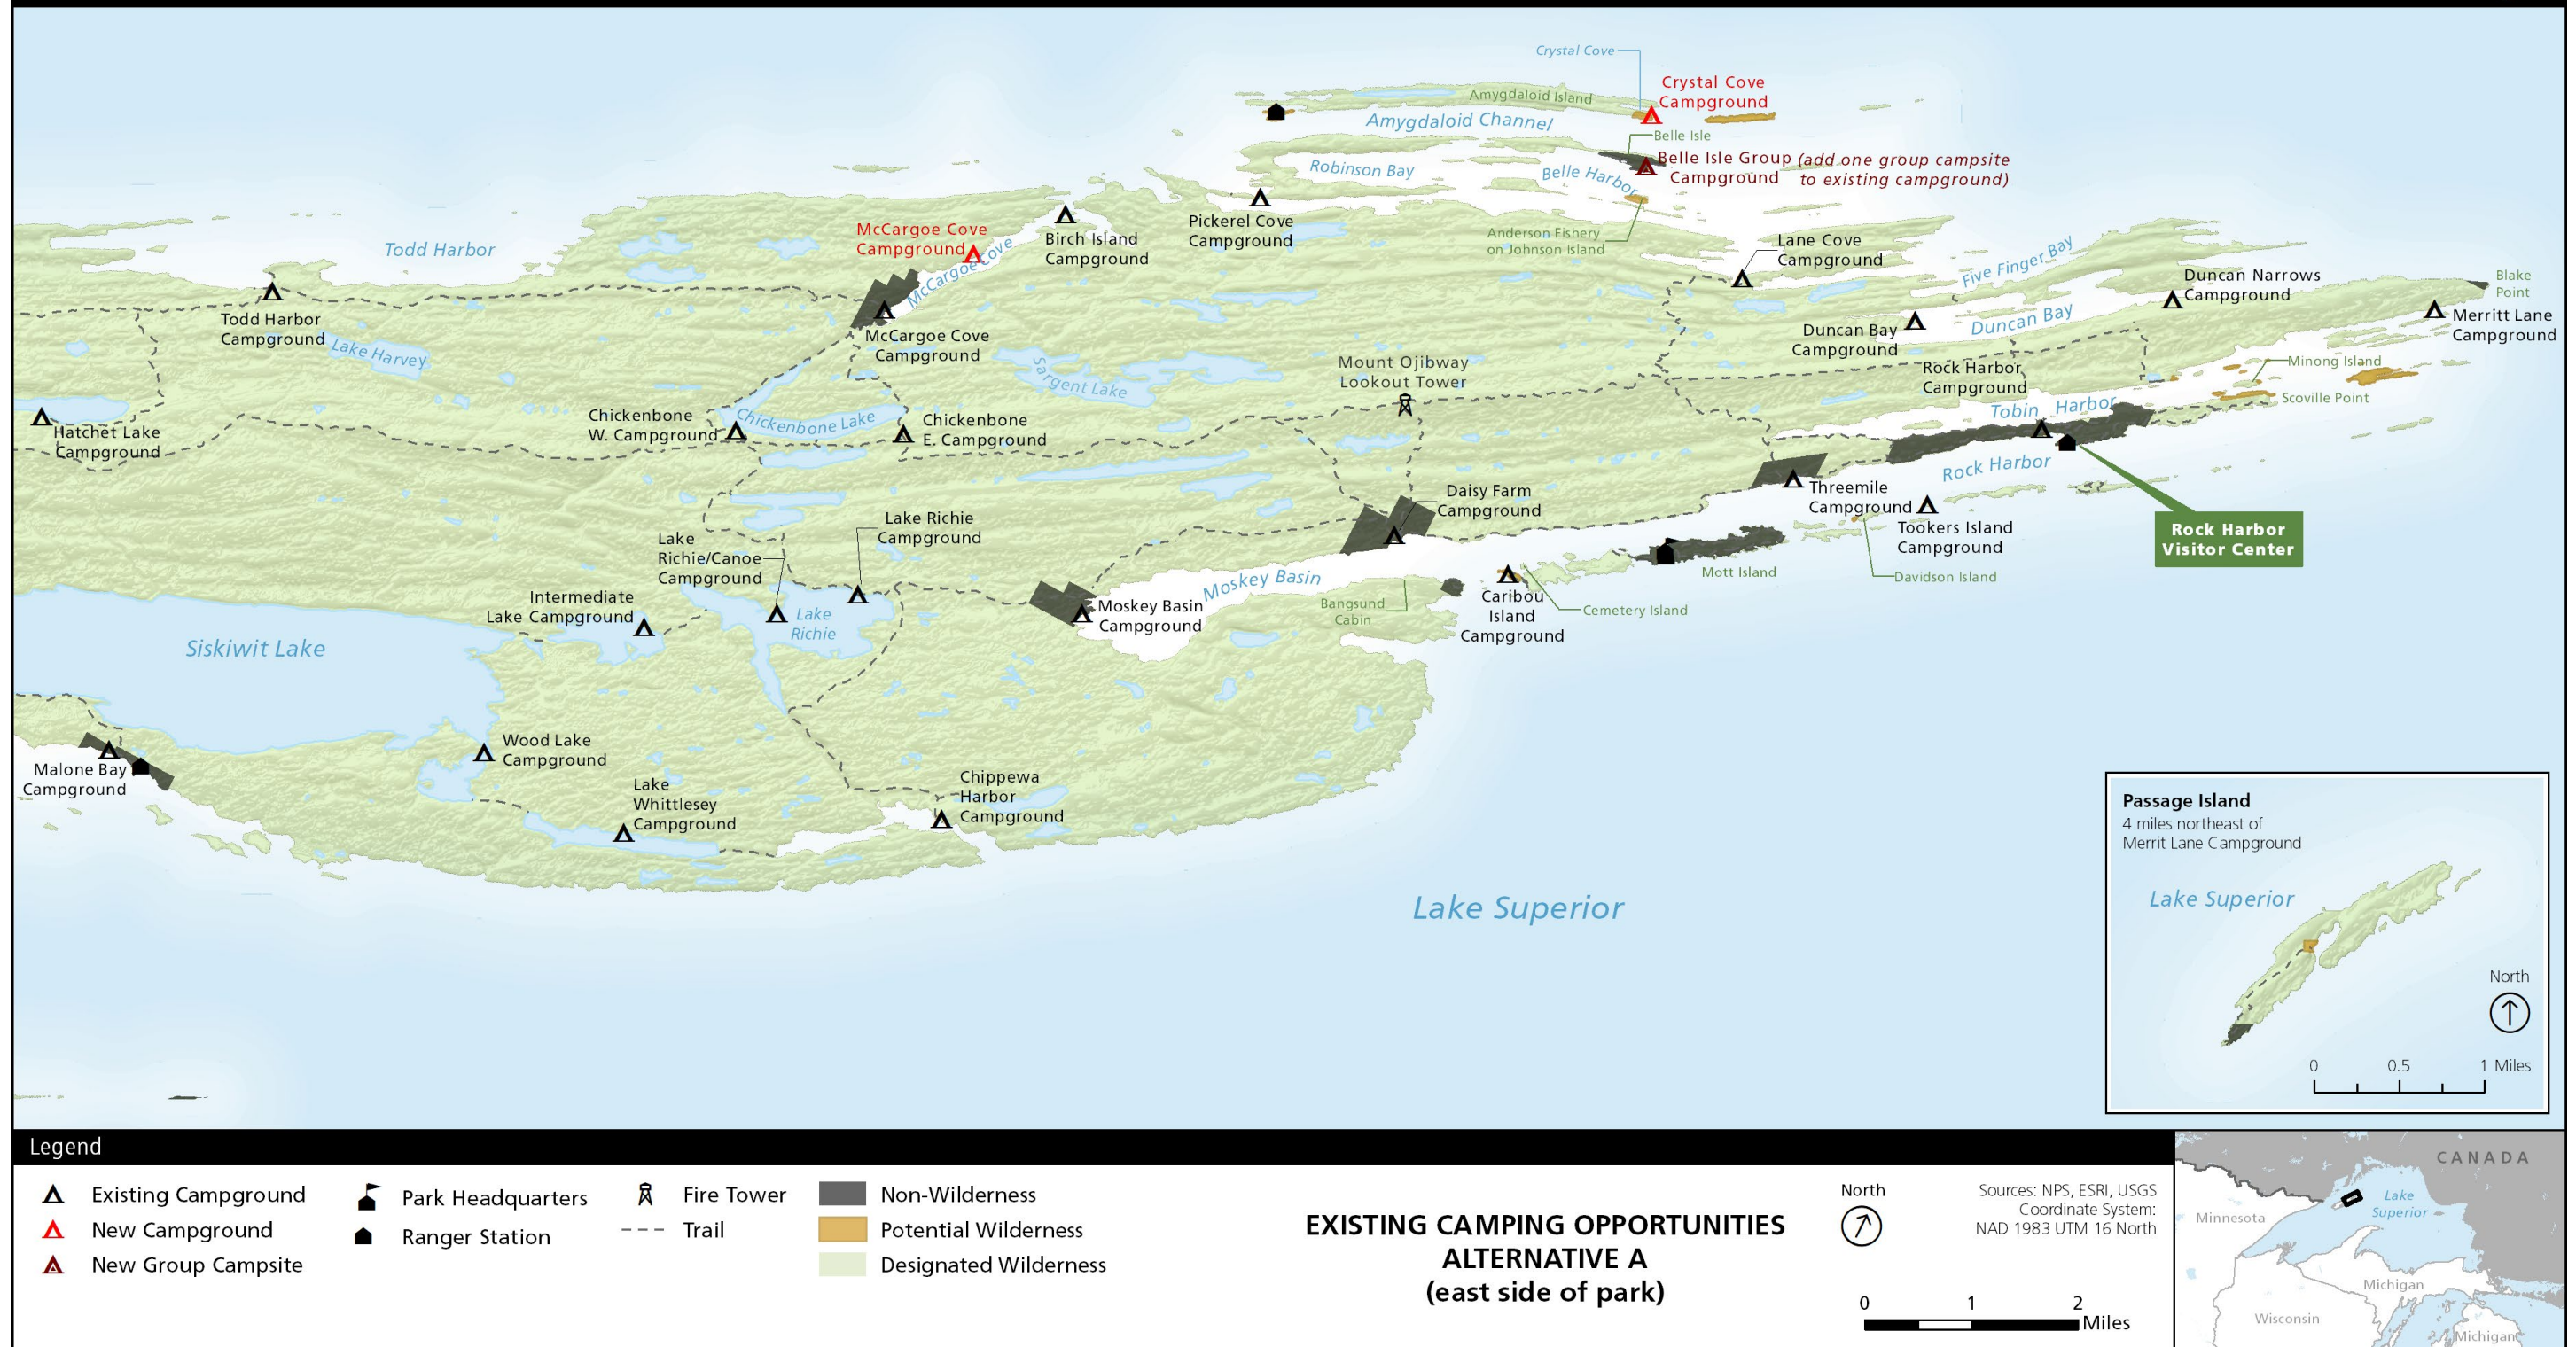 Crystal Cove
Crystal Cove
Campground
Amygdaloid Island
Amygdaloid Channel
Belle Isle
Belle Isle Group (add one group campsite
Campground to existing campground)
Robinson Bay
Belle Harbor
Pickerel Cove
Campground
Anderson Fishery
on Johnson Island
Birch Island
Campground
McCargoe Cove
Campground
McCargoe Cove
Todd Harbor
Lane Cove
Campground
Five Finger Bay
Duncan Narrows
Campground
Blake
Point
Merritt Lane
Campground
Duncan Bay
Duncan Bay
Campground
Todd Harbor
Campground
Lake Harvey
McCargoe Cove
Campground
Sargent Lake
Mount Ojibway
Lookout Tower
Rock Harbor
Campground
Minong Island
Scoville Point
Tobin Harbor
Hatchet Lake
Campground
Chickenbone
W. Campground
Chickenbone Lake
Chickenbone
E. Campground
Rock Harbor
Daisy Farm
Campground
Threemile
Campground
Tookers Island
Campground
Rock Harbor
Visitor Center
Lake Richie
Campground
Lake
Richie/Canoe
Campground
Mott Island
Davidson Island
Moskey Basin
Bangsund
Cabin
Caribou
Island
Campground
Cemetery Island
Intermediate
Lake Campground
Lake
Richie
Moskey Basin
Campground
Siskiwit Lake
Malone Bay
Campground
Wood Lake
Campground
Lake
Whittlesey
Campground
Chippewa
Harbor
Campground
Lake Superior
Passage Island
4 miles northeast of
Merrit Lane Campground
Lake Superior
North
0 0.5 1 Miles
Legend
Existing Campground
New Campground
New Group Campsite
Park Headquarters
Ranger Station
Fire Tower
Trail
Non-Wilderness
Potential Wilderness
Designated Wilderness
EXISTING CAMPING OPPORTUNITIES
ALTERNATIVE A
(east side of park)
North
Sources: NPS, ESRI, USGS
Coordinate System:
NAD 1983 UTM 16 North
0 1 2
Miles
CANADA
Lake
Superior
Minnesota
Michigan
Wisconsin
Michigan